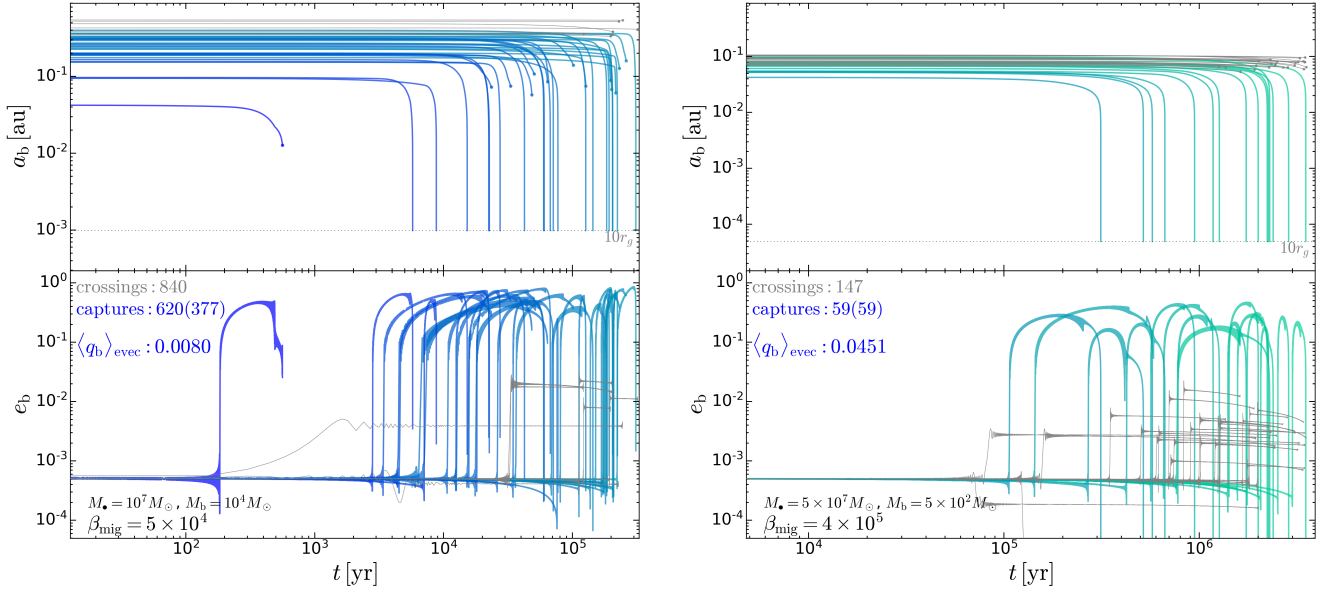 a_b [au]
10^-1
10^-2
10^-3
10r_g
e_b
10^0
10^-1
10^-2
10^-3
10^-4
crossings: 840
captures: 620(377)
⟨q_b⟩_evec : 0.0080
M_• = 10^7 M_⊙, M_b = 10^4 M_⊙
β_mig = 5 × 10^4
10^2
10^3
10^4
10^5
t [yr]
a_b [au]
10^-1
10^-2
10^-3
10^-4
10r_g
e_b
10^0
10^-1
10^-2
10^-3
10^-4
crossings: 147
captures: 59(59)
⟨q_b⟩_evec : 0.0451
M_• = 5 × 10^7 M_⊙, M_b = 5 × 10^2 M_⊙
β_mig = 4 × 10^5
10^4
10^5
10^6
t [yr]